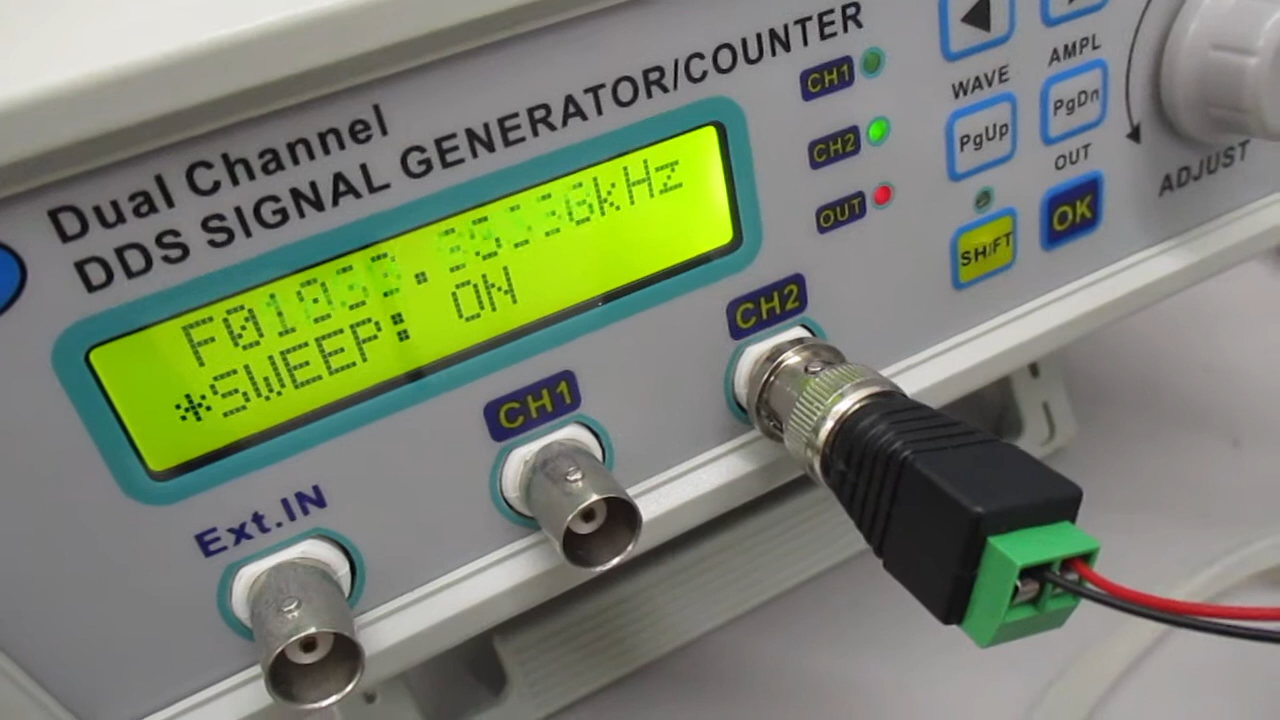 Dual Channel
DDS SIGNAL GENERATOR/COUNTER
*SWEEP: ON
Ext.IN
CH1
CH2
CH1
CH2
OUT
WAVE
PgUp
AMPL
PgDn
OUT
SHIFT
OK
ADJUST